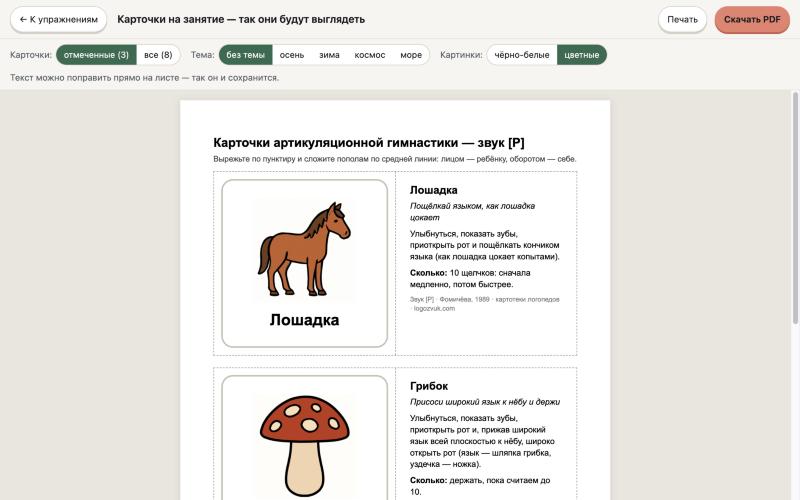 ← К упражнениям
Карточки на занятие — так они будут выглядеть
Печать
Скачать PDF
Карточки: отмеченные (3) все (8) Тема: без темы осень зима космос море Картинки: чёрно-белые цветные
Текст можно поправить прямо на листе — так он и сохранится.
Карточки артикуляционной гимнастики — звук [Р]
Вырежьте по пунктиру и сложите пополам по средней линии: лицом — ребёнку, оборотом — себе.
Лошадка
Лошадка
Пощёлкай языком, как лошадка
цокает
Улыбнуться, показать зубы,
приоткрыть рот и пощёлкать кончиком
языка (как лошадка цокает копытами).
Сколько: 10 щелчков: сначала
медленно, потом быстрее.
Звук [Р] · Фомичёва, 1989 · картотеки логопедов
· logozvuk.com
Грибок
Присоси широкий язык к нёбу и держи
Улыбнуться, показать зубы,
приоткрыть рот и, прижав широкий
язык всей плоскостью к нёбу, широко
открыть рот (язык — шляпка грибка,
уздечка — ножка).
Сколько: держать, пока считаем до
10.